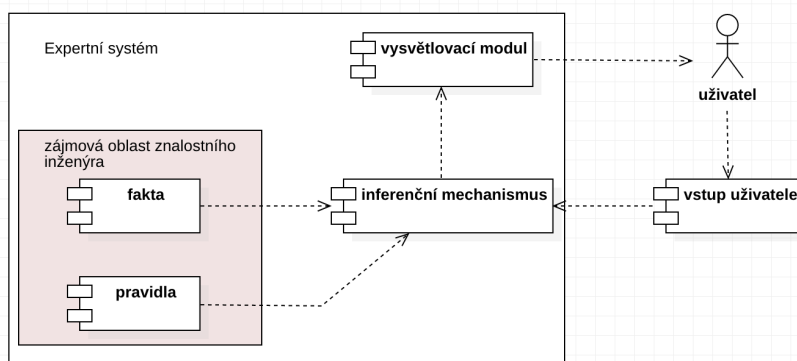 Expertní systém
vysvětlovací modul
uživatel
zájmová oblast znalostního
inženýra
fakta
inferenční mechanismus
vstup uživatele
pravidla